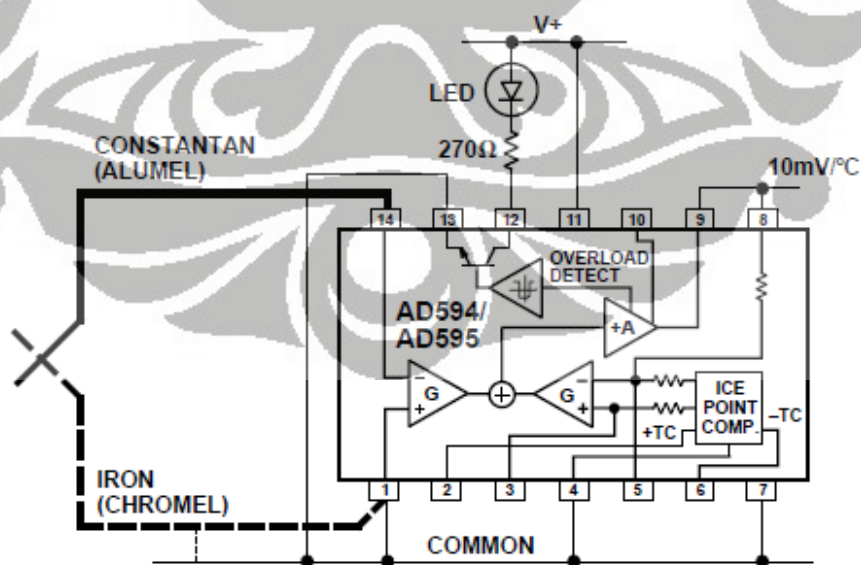 V+
LED
270Ω
CONSTANTAN
(ALUMEL)
10mV/°C
14 13 12 11 10 9 8
OVERLOAD
DETECT
AD594/
AD595
+A
– G +
G – +
ICE
POINT
COMP.
+TC
–TC
IRON
(CHROMEL)
1 2 3 4 5 6 7
COMMON